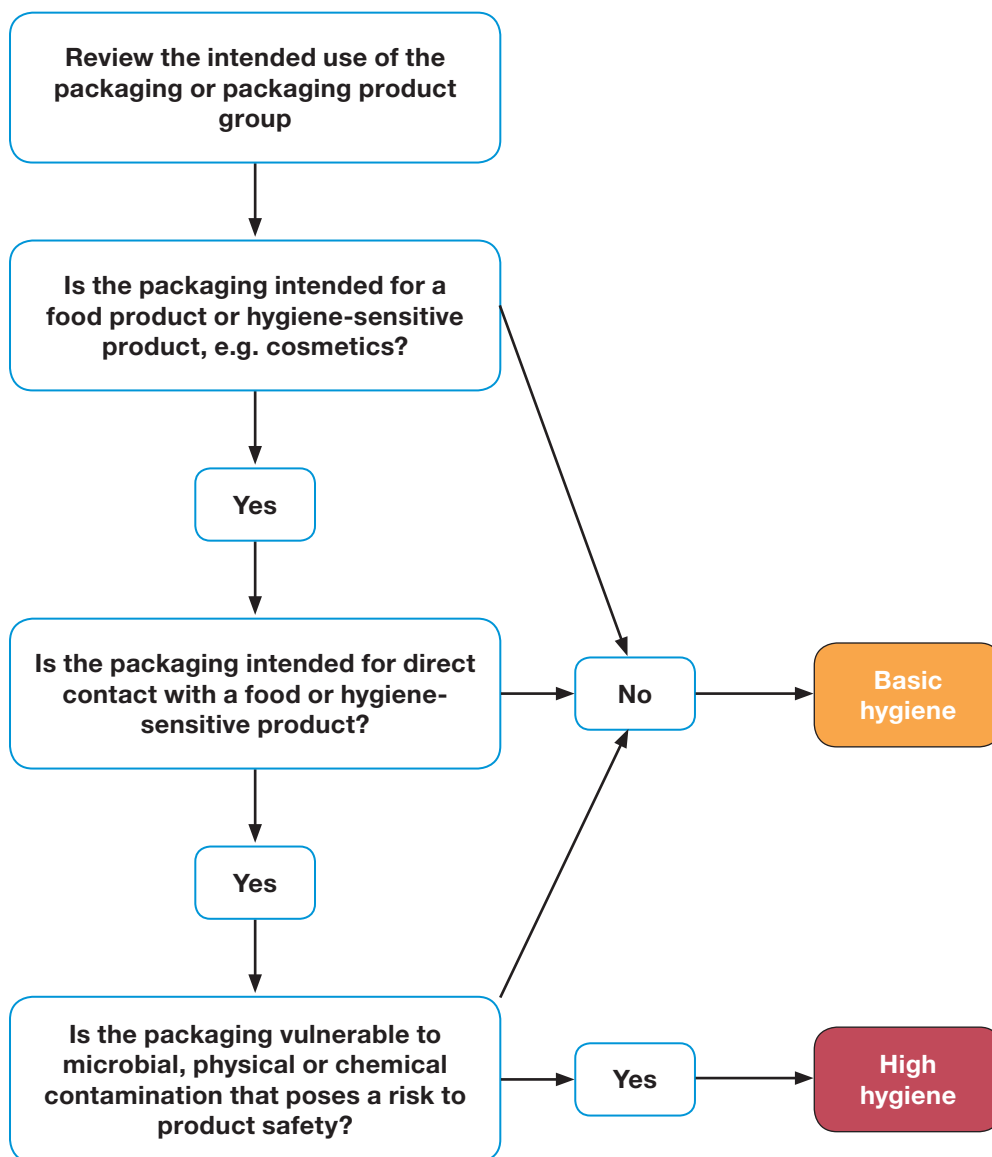 Review the intended use of the
packaging or packaging product
group
Is the packaging intended for a
food product or hygiene-sensitive
product, e.g. cosmetics?
Yes
Is the packaging intended for direct
contact with a food or hygiene-
sensitive product?
No
Basic
hygiene
Yes
Is the packaging vulnerable to
microbial, physical or chemical
contamination that poses a risk to
product safety?
Yes
High
hygiene